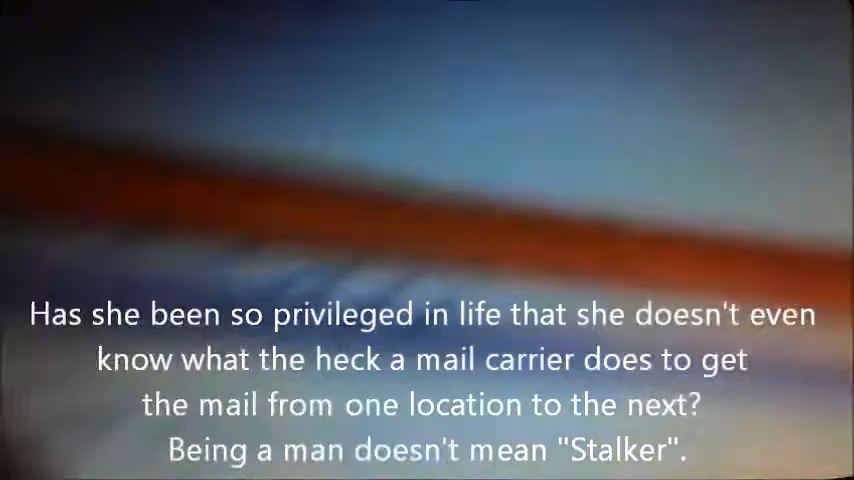 Has she been so privileged in life that she doesn't even
know what the heck a mail carrier does to get
the mail from one location to the next?
Being a man doesn't mean "Stalker".